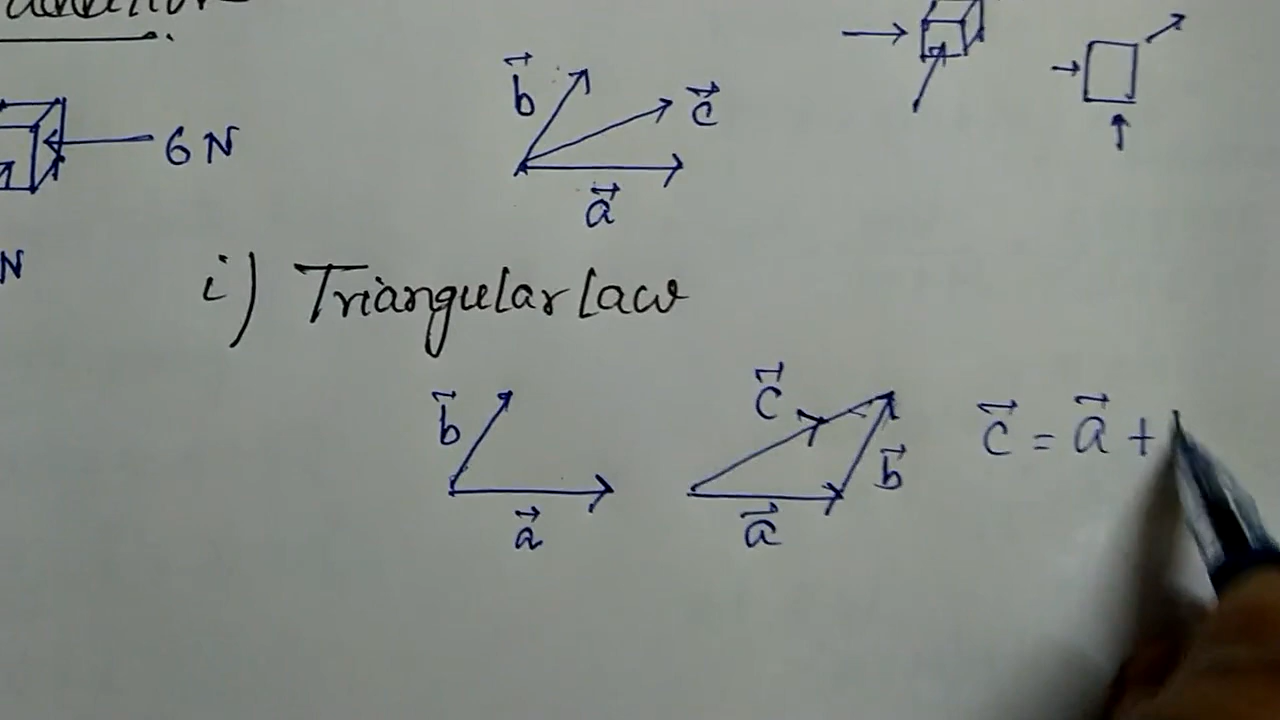 6 N
b⃗
c⃗
a⃗
N
i) Triangular law
b⃗
a⃗
c⃗
b⃗
a⃗
c⃗ = a⃗ +